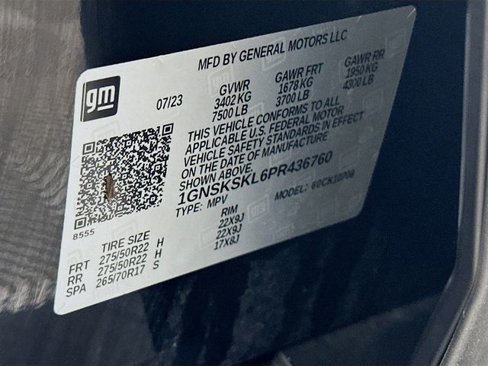 MFD BY GENERAL MOTORS LLC
gm
07/23
GVWR GAWR FRT GAWR RR
3402 KG 1678 KG 1950 KG
7500 LB 3700 LB 4300 LB
THIS VEHICLE CONFORMS TO ALL
APPLICABLE U.S. FEDERAL MOTOR
VEHICLE SAFETY STANDARDS IN EFFECT
ON THE DATE OF MANUFACTURE
SHOWN ABOVE.
1GNSKSKL6PR436760
TYPE: MPV MODEL:
8555
TIRE SIZE RIM
FRT 275/50R22 H 22X9J
RR 275/50R22 H 22X9J
SPA 265/70R17 S 17X8J